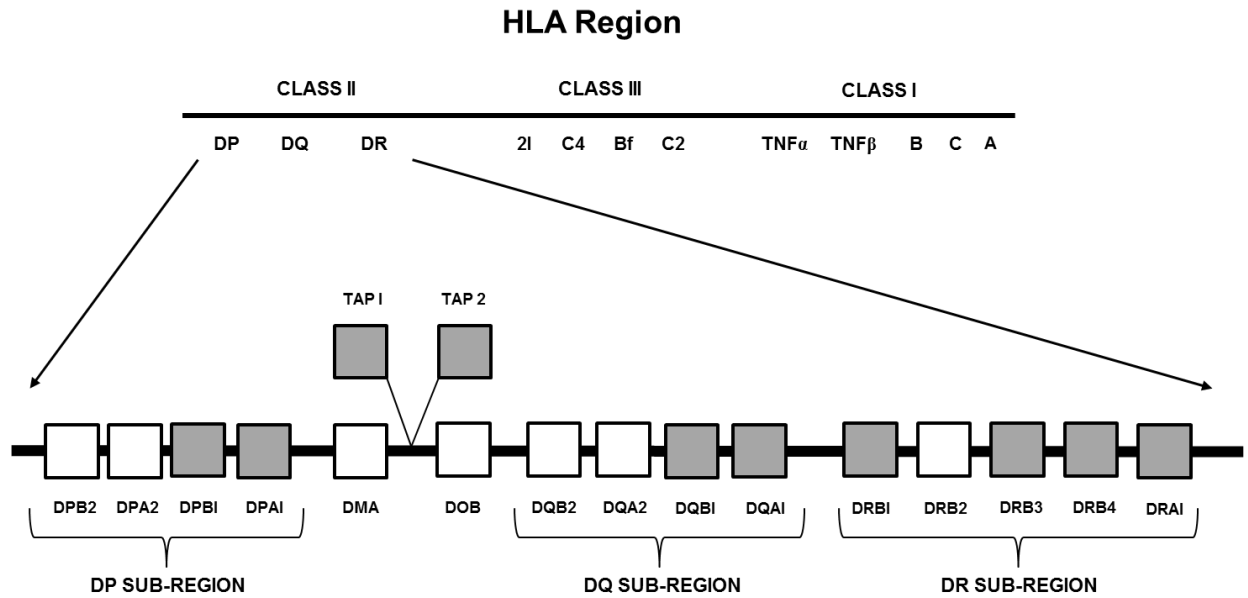 HLA Region
CLASS II CLASS III CLASS I
DP DQ DR 2I C4 Bf C2 TNFα TNFβ B C A
TAP I TAP 2
DPB2 DPA2 DPBI DPAI DMA DOB DQB2 DQA2 DQBI DQAI DRBI DRB2 DRB3 DRB4 DRAI
DP SUB-REGION DQ SUB-REGION DR SUB-REGION